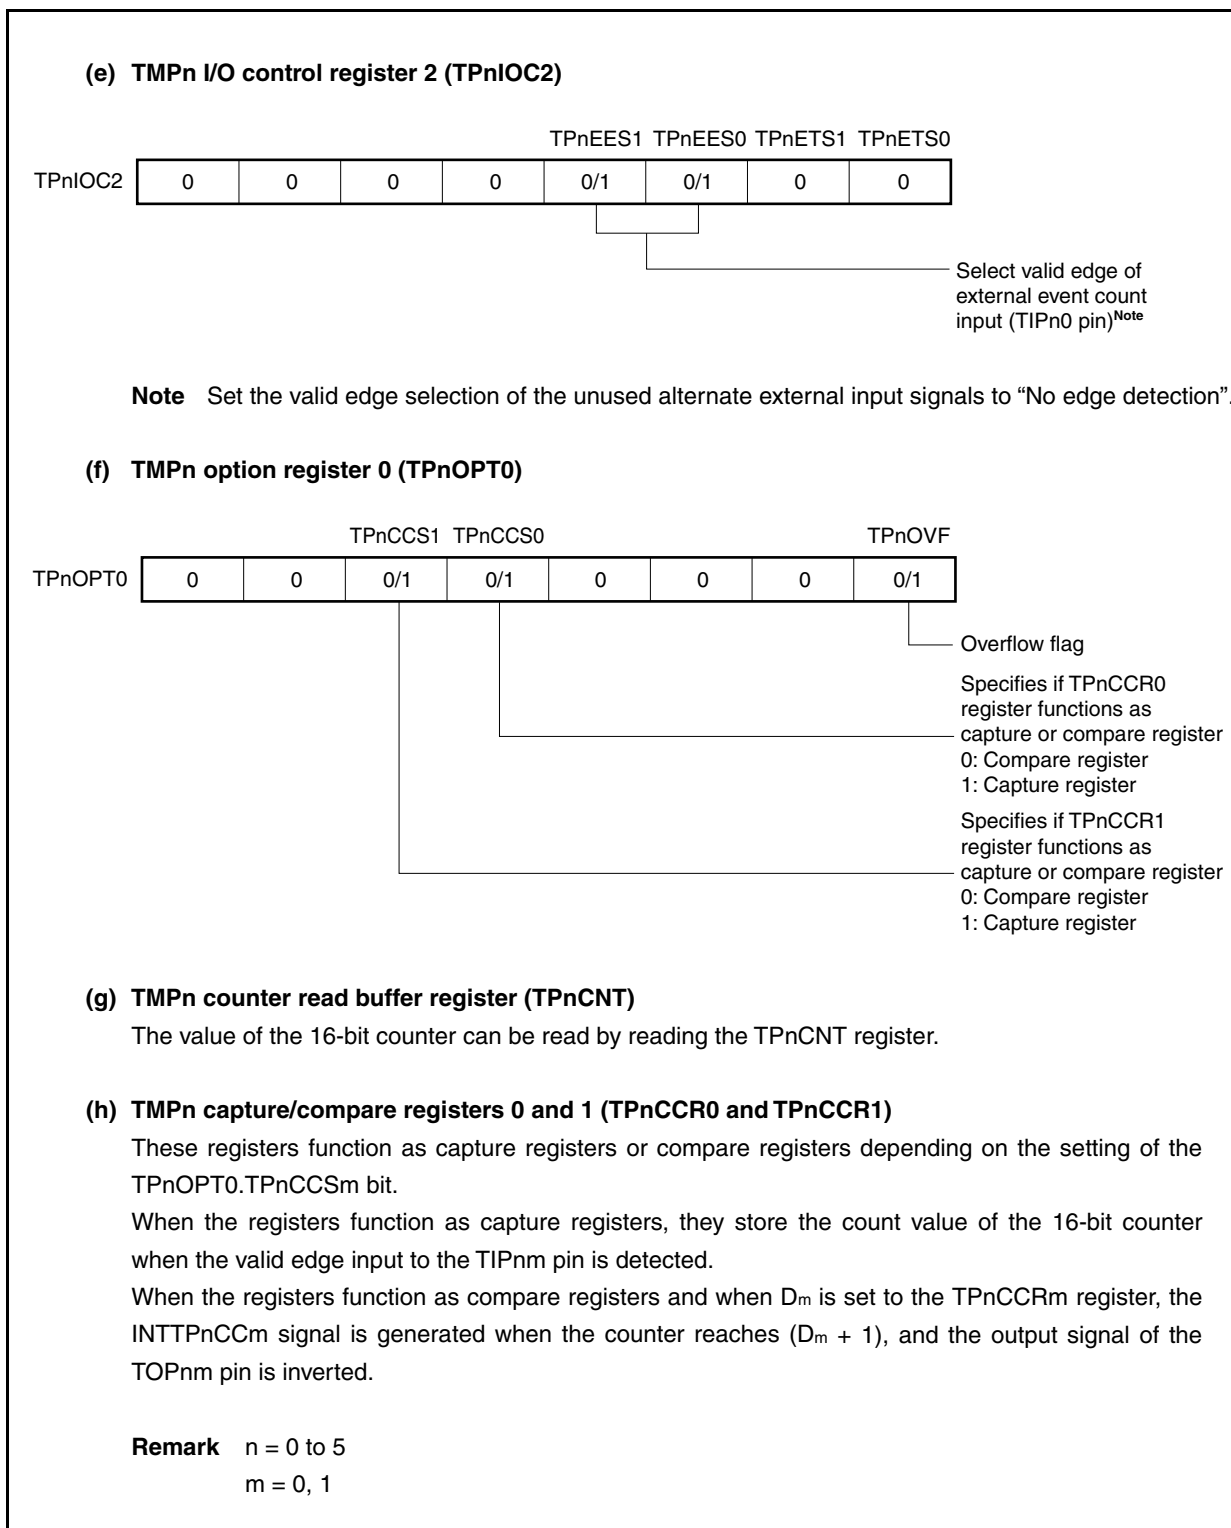 (e) TMPn I/O control register 2 (TPnIOC2)
TPnEES1 TPnEES0 TPnETS1 TPnETS0
TPnIOC2 0 0 0 0 0/1 0/1 0 0
Select valid edge of
external event count
input (TIPn0 pin)Note
Note Set the valid edge selection of the unused alternate external input signals to “No edge detection”.
(f) TMPn option register 0 (TPnOPT0)
TPnCCS1 TPnCCS0 TPnOVF
TPnOPT0 0 0 0/1 0/1 0 0 0 0/1
Overflow flag
Specifies if TPnCCR0
register functions as
capture or compare register
0: Compare register
1: Capture register
Specifies if TPnCCR1
register functions as
capture or compare register
0: Compare register
1: Capture register
(g) TMPn counter read buffer register (TPnCNT)
The value of the 16-bit counter can be read by reading the TPnCNT register.
(h) TMPn capture/compare registers 0 and 1 (TPnCCR0 and TPnCCR1)
These registers function as capture registers or compare registers depending on the setting of the
TPnOPT0.TPnCCSm bit.
When the registers function as capture registers, they store the count value of the 16-bit counter
when the valid edge input to the TIPnm pin is detected.
When the registers function as compare registers and when Dm is set to the TPnCCRm register, the
INTTPnCCm signal is generated when the counter reaches (Dm + 1), and the output signal of the
TOPnm pin is inverted.
Remark n = 0 to 5
m = 0, 1